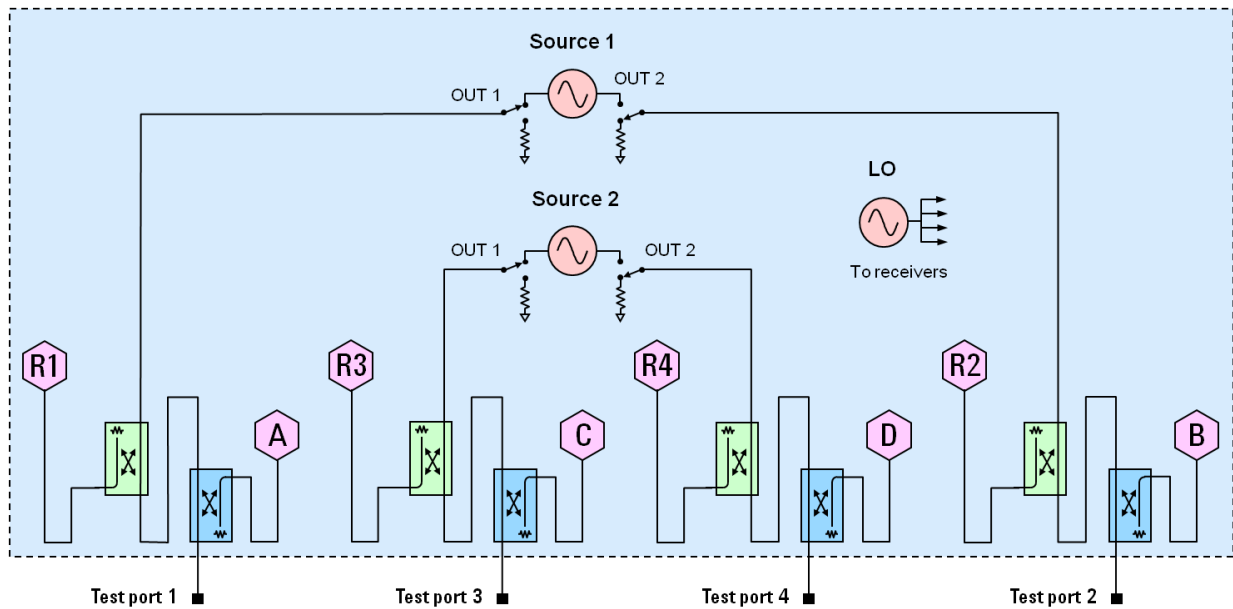 Source 1
OUT 1
OUT 2
LO
Source 2
OUT 1
OUT 2
To receivers
R1
R3
R4
R2
A
C
D
B
Test port 1
Test port 3
Test port 4
Test port 2